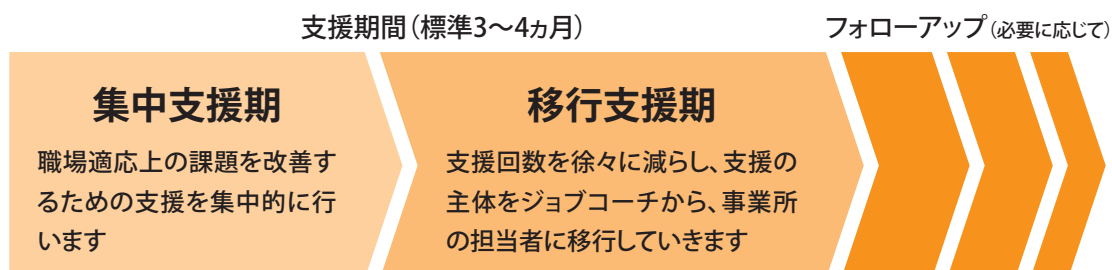 支援期間（標準3～4ヵ月）
フォローアップ（必要に応じて）
集中支援期
職場適応上の課題を改善す
るための支援を集中的に行
います
移行支援期
支援回数を徐々に減らし、支援の
主体をジョブコーチから、事業所
の担当者に移行していきます